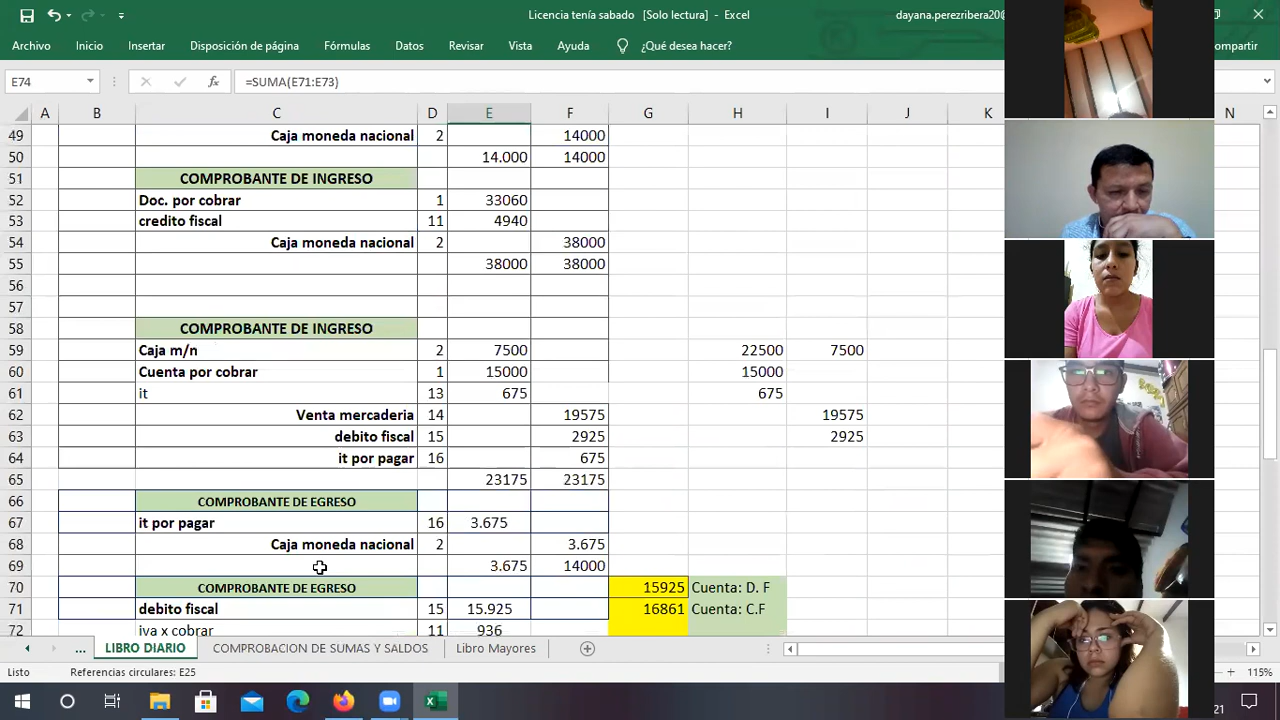 Licencia tenía sabado [Solo lectura] - Excel
dayana.perezribera20@
Archivo Inicio Insertar Disposición de página Fórmulas Datos Revisar Vista Ayuda ¿Qué desea hacer?
E74 fx =SUMA(E71:E73)
A B C D E F G H I J K N
49 Caja moneda nacional 2 14000
50 14.000 14000
51 COMPROBANTE DE INGRESO
52 Doc. por cobrar 1 33060
53 credito fiscal 11 4940
54 Caja moneda nacional 2 38000
55 38000 38000
56
57
58 COMPROBANTE DE INGRESO
59 Caja m/n 2 7500 22500 7500
60 Cuenta por cobrar 1 15000 15000
61 it 13 675 675
62 Venta mercaderia 14 19575 19575
63 debito fiscal 15 2925 2925
64 it por pagar 16 675
65 23175 23175
66 COMPROBANTE DE EGRESO
67 it por pagar 16 3.675
68 Caja moneda nacional 2 3.675
69 3.675 14000
70 COMPROBANTE DE EGRESO 15925 Cuenta: D. F
71 debito fiscal 15 15.925 16861 Cuenta: C.F
72 iva x cobrar 11 936
... LIBRO DIARIO COMPROBACION DE SUMAS Y SALDOS Libro Mayores
Listo Referencias circulares: E25 115%